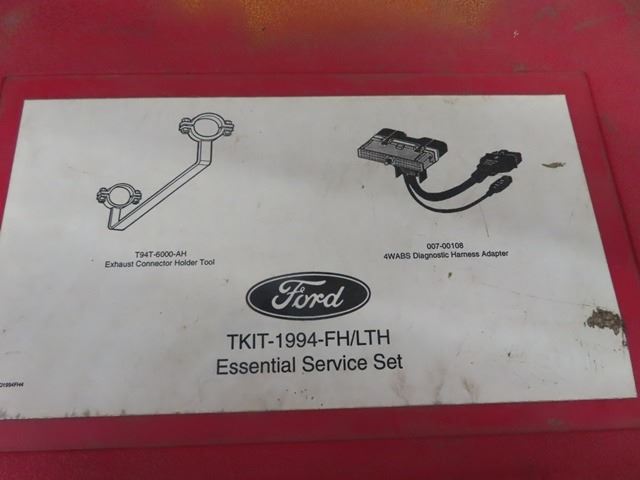 T94T-6000-AH
Exhaust Connector Holder Tool
007-00108
4WABS Diagnostic Harness Adapter
Ford
TKIT-1994-FH/LTH
Essential Service Set